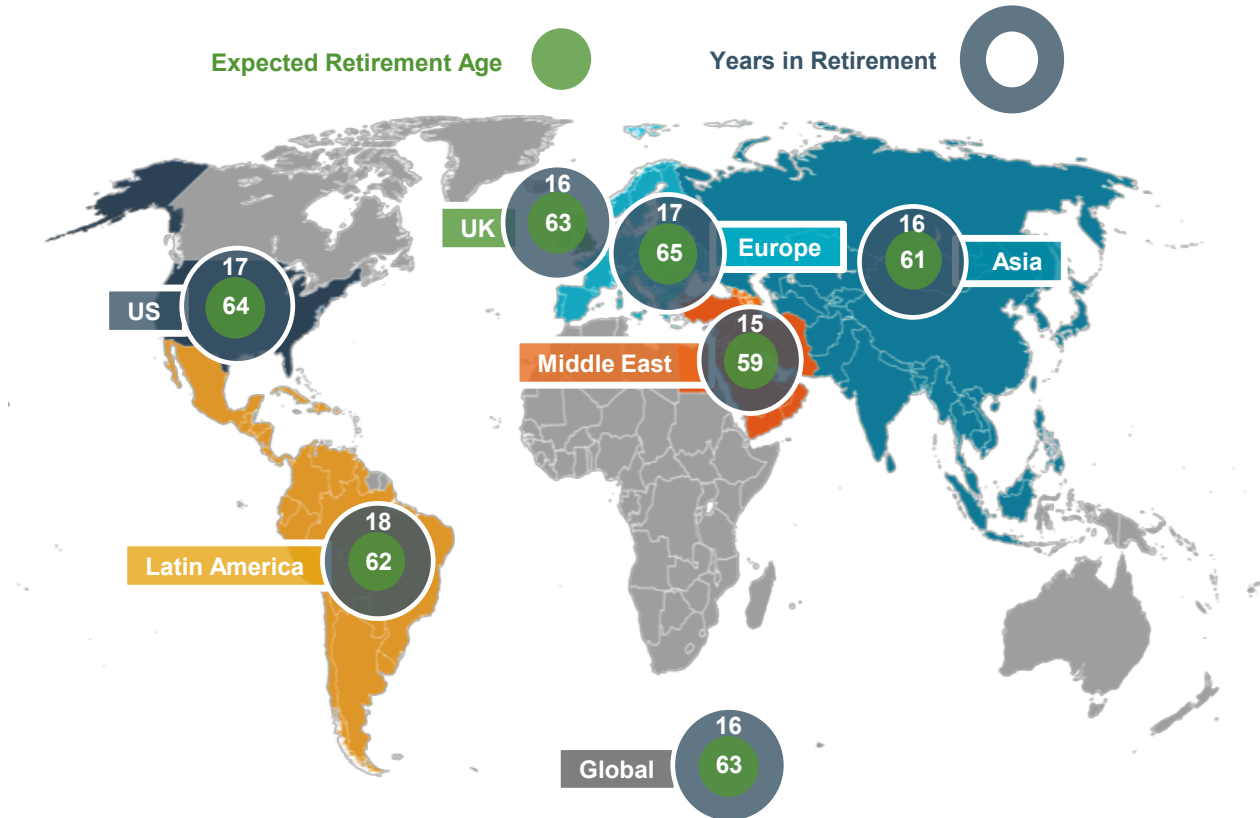 Expected Retirement Age
Years in Retirement
16
UK
63
17
65
Europe
16
61
Asia
17
US
64
15
Middle East
59
18
Latin America
62
16
Global
63